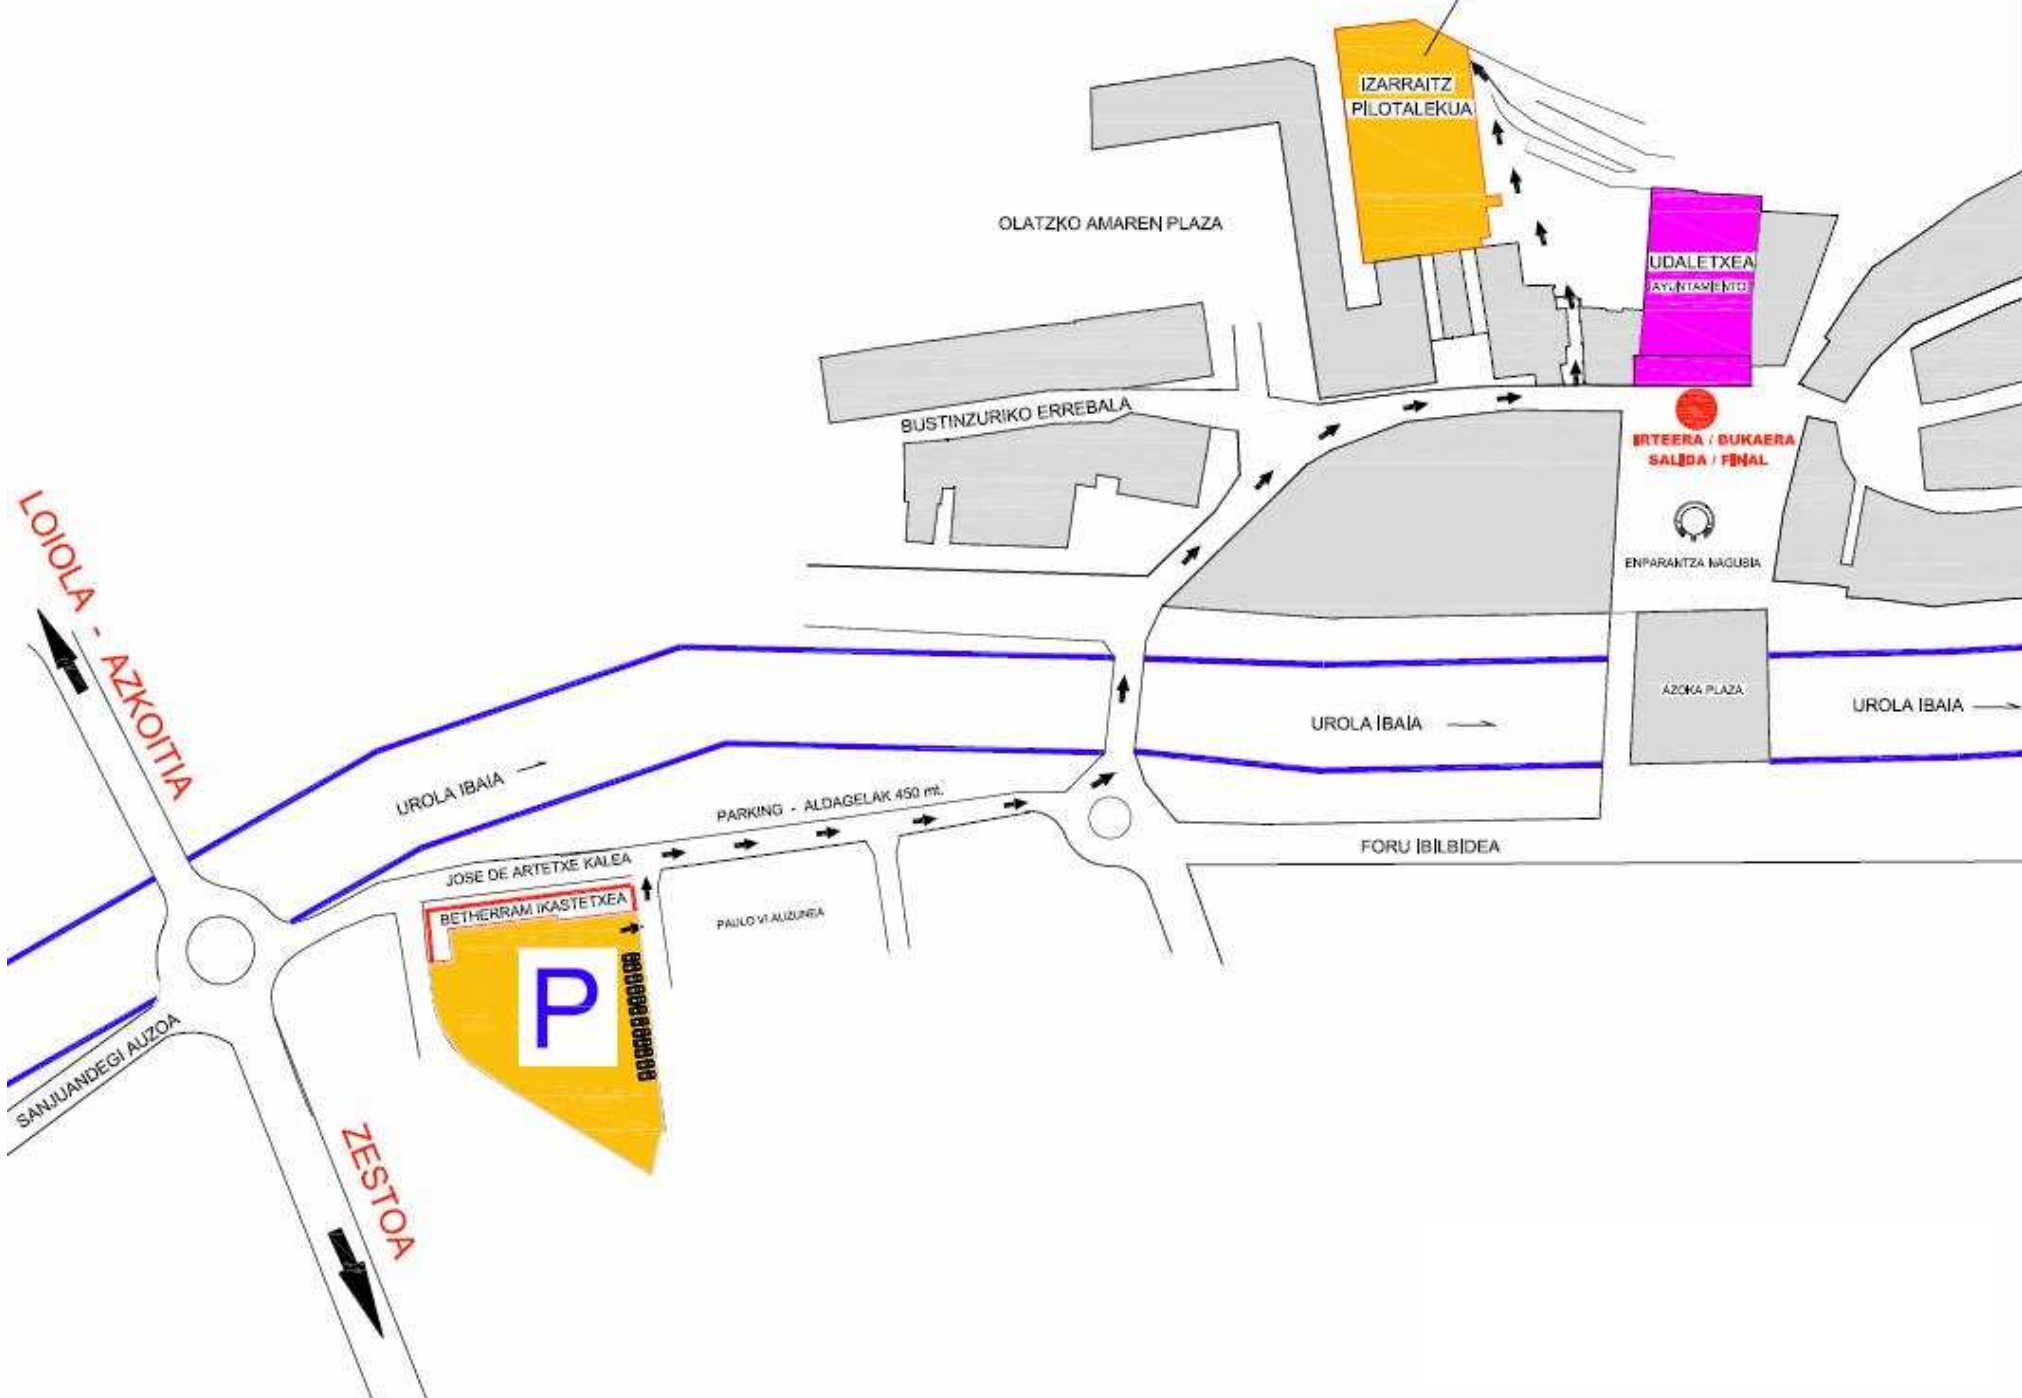 IZARRAITZ
PILOTALEKUA
OLATZKO AMAREN PLAZA
UDALETXEA
AYUNTAMIENTO
BUSTINZURIKO ERREBALA
IRTEERA / BUKAERA
SALIDA / FINAL
ENPARANTZA NAGUSIA
LOIOLA - AZKOITIA
AZOKA PLAZA
UROLA IBAIA
UROLA IBAIA
UROLA IBAIA
PARKING - ALDAGELAK 450 mt.
FORU IBILBIDEA
JOSE DE ARTETXE KALEA
BETHERRAM IKASTETXEA
PAULO VI AUZUNEA
P
SANJUANDEGI AUZOA
ZESTOA